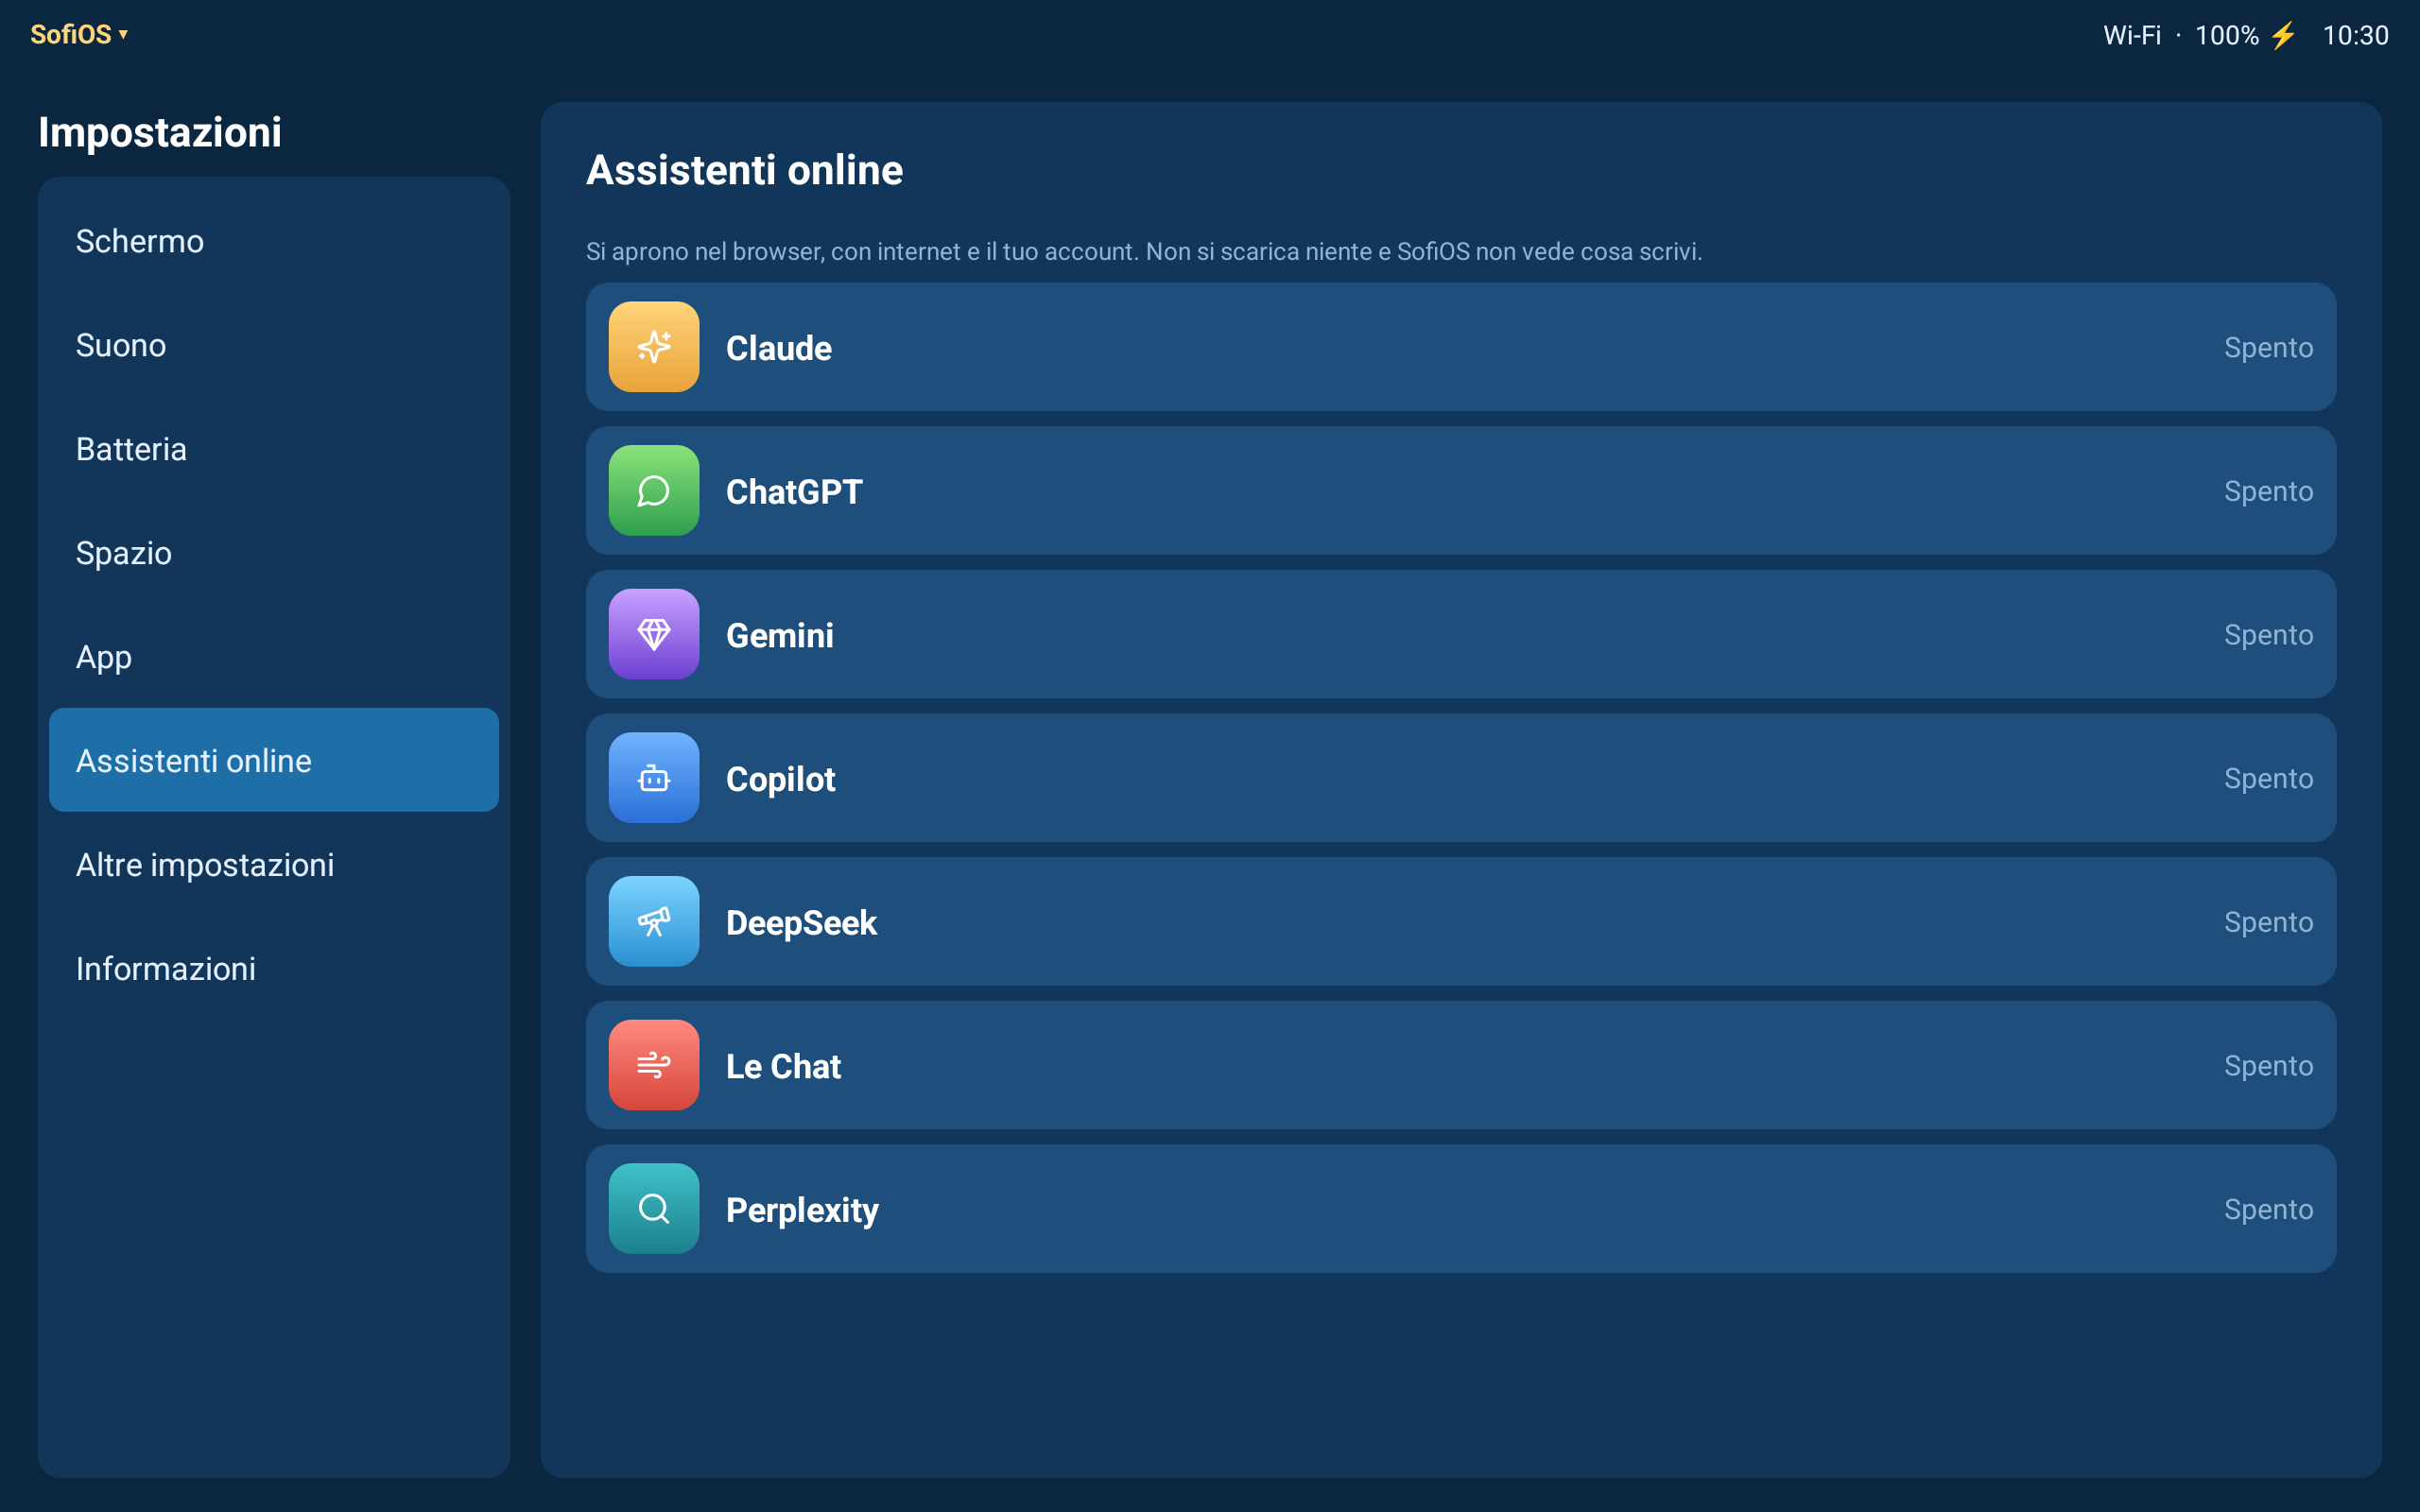 SofiOS ▾
Wi-Fi · 100% ⚡ 10:30
Impostazioni
Schermo
Suono
Batteria
Spazio
App
Assistenti online
Altre impostazioni
Informazioni
Assistenti online
Si aprono nel browser, con internet e il tuo account. Non si scarica niente e SofiOS non vede cosa scrivi.
Claude Spento
ChatGPT Spento
Gemini Spento
Copilot Spento
DeepSeek Spento
Le Chat Spento
Perplexity Spento